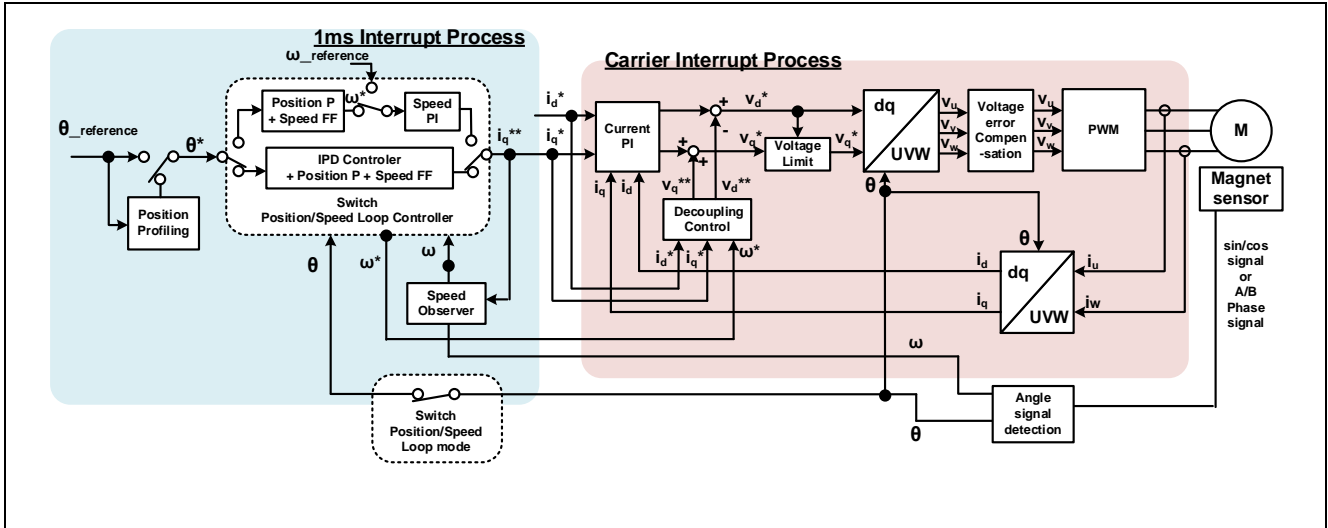 1ms Interrupt Process
Carrier Interrupt Process
ω_reference
Position P
+ Speed FF
ω*
Speed
PI
θ_reference
θ*
IPD Controler
+ Position P + Speed FF
Switch
Position/Speed Loop Controller
Position
Profiling
i_d*
i_q**
i_q*
Current
PI
i_q
i_d
+
-
+
+
v_d*
v_q*
Voltage
Limit
v_q*
v_q**
v_d**
Decoupling
Control
i_d*
i_q*
ω*
dq
UVW
θ
V_u
V_v
V_w
Voltage
error
Compen
-sation
V_u
V_v
V_w
PWM
M
Magnet
sensor
sin/cos
signal
or
A/B
Phase
signal
θ
dq
UVW
i_d
i_q
i_u
iw
θ
ω*
ω
Speed
Observer
ω
Switch
Position/Speed
Loop mode
θ
Angle
signal
detection